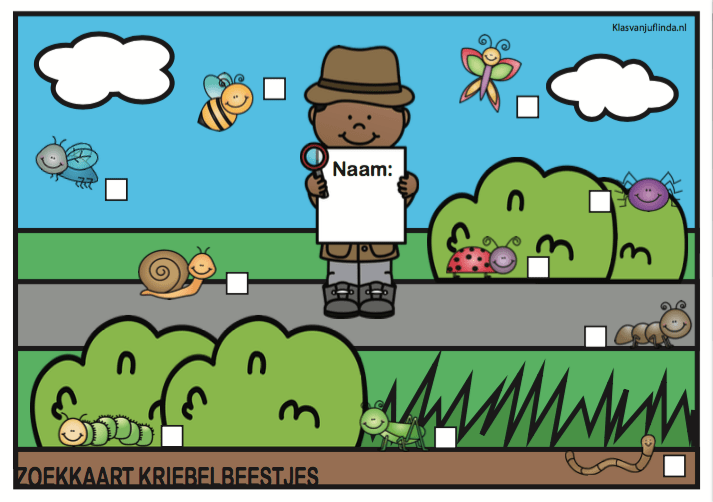 Klasvanjuflinda.nl
Naam:
ZOEKKAART KRIEBELBEESTJES